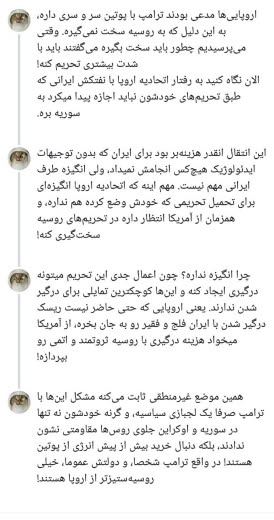 اروپایی‌ها مدعی بودند ترامپ با پوتین سر و سری داره،
به این دلیل که به روسیه سخت نمی‌گیره. وقتی
می‌پرسیدیم چطور باید سخت بگیره می‌گفتند باید با
شدت بیشتری تحریم کنه!
الان نگاه کنید به رفتار اتحادیه اروپا با نفتکش ایرانی که
طبق تحریم‌های خودشون نباید اجازه پیدا میکرد به
سوریه بره.
این انتقال انقدر هزینه‌بر بود برای ایران که بدون توجیهات
ایدئولوژیک هیچ‌کس انجامش نمیداد، ولی انگیزه طرف
ایرانی مهم نیست. مهم اینه که اتحادیه اروپا انگیزه‌ای
برای تحمیل تحریمی که خودش وضع کرده هم نداره، و
همزمان از آمریکا انتظار داره در تحریم‌های روسیه
سخت‌گیری کنه!
چرا انگیزه نداره؟ چون اعمال جدی این تحریم میتونه
درگیری ایجاد کنه و این‌ها کوچکترین تمایلی برای درگیر
شدن ندارند. یعنی اروپایی که حتی حاضر نیست ریسک
درگیر شدن با ایران فلج و فقیر رو به جان بخره، از آمریکا
میخواد هزینه درگیری با روسیه ثروتمند و اتمی رو
بپردازه!
همین موضع غیرمنطقی ثابت می‌کنه مشکل این‌ها با
ترامپ صرفا یک لجبازی سیاسیه، و گرنه خودشون نه تنها
در سوریه و اوکراین جلوی روس‌ها مقاومتی نشون
ندادند، بلکه دنبال خرید بیش از پیش انرژی از پوتین
هستند! در واقع ترامپ شخصا، و دولتش عموما، خیلی
روسیه‌ستیزتر از اروپا هستند!